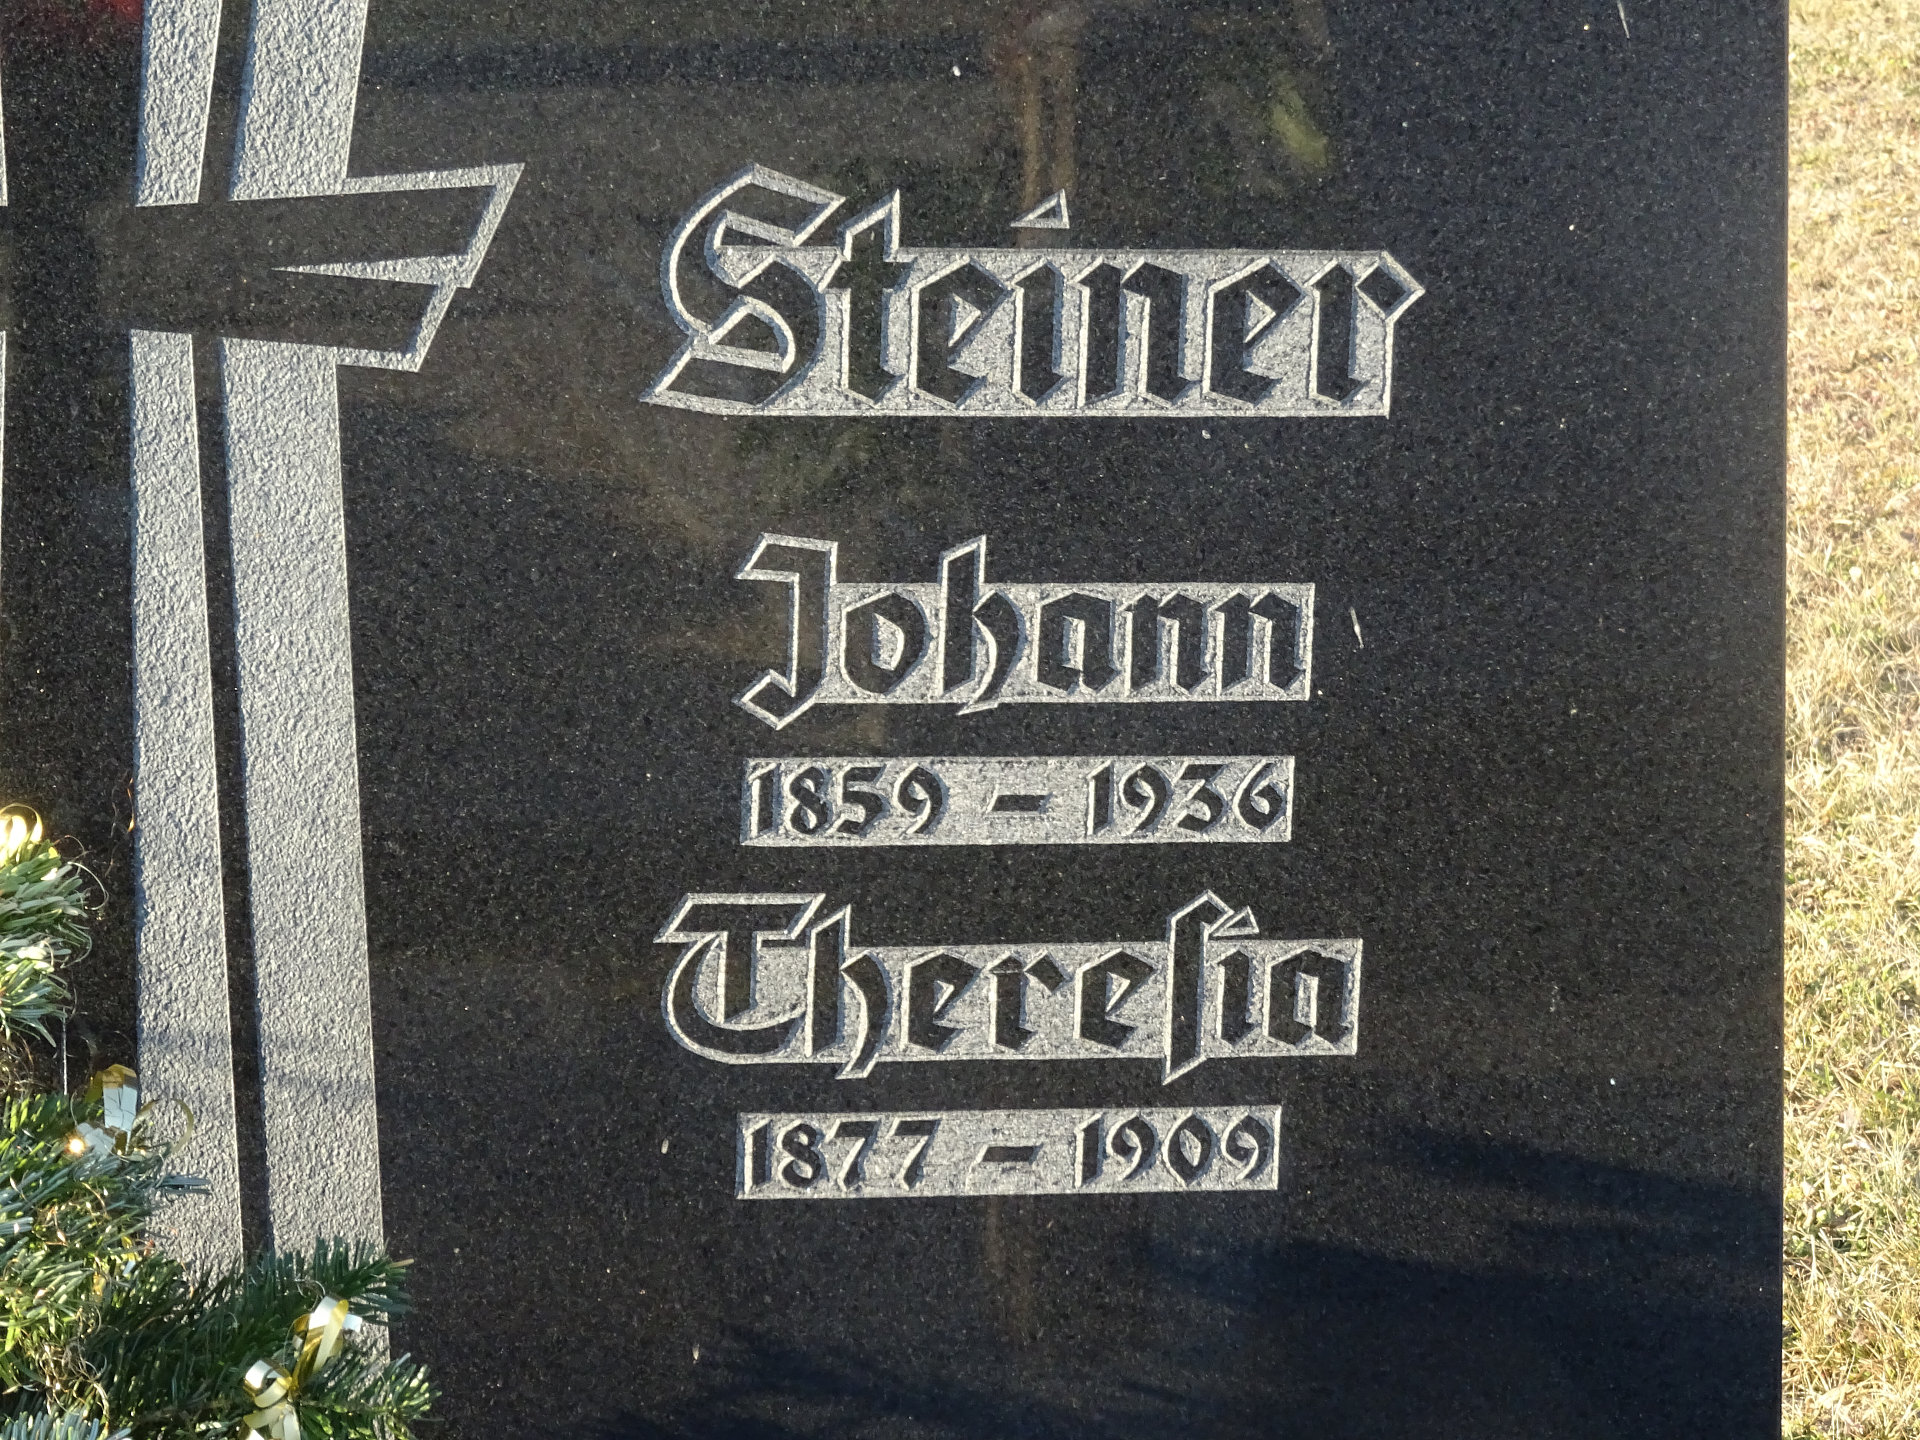 Steiner
Johann
1859 - 1936
Thereſia
1877 - 1909